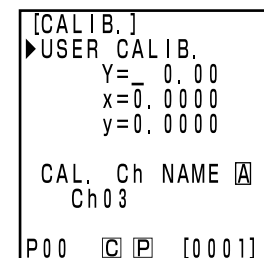 [CALIB.]
▶USER CALIB.
Y=_ 0.00
x=0.0000
y=0.0000
CAL. Ch NAME A
Ch03
P00 C P [0001]